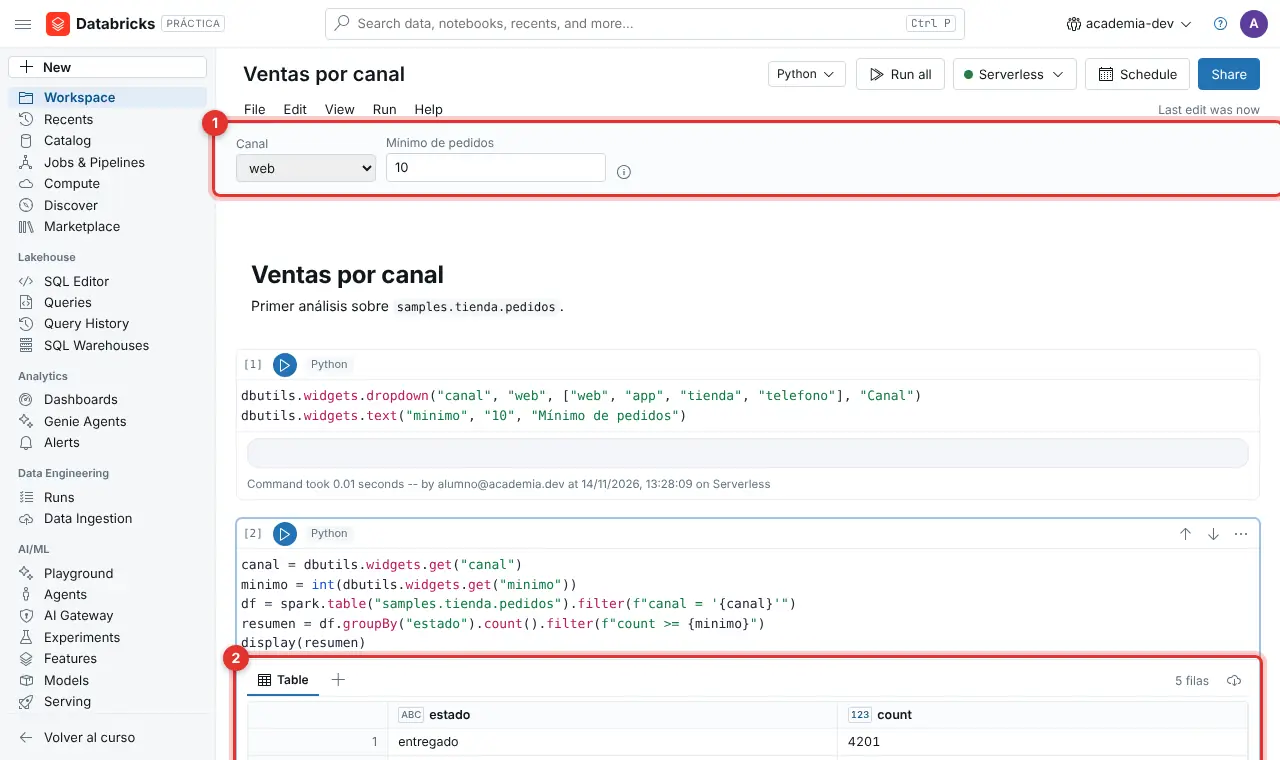 Databricks PRÁCTICA
Search data, notebooks, recents, and more... Ctrl P
academia-dev
A
New
Workspace
Recents
Catalog
Jobs & Pipelines
Compute
Discover
Marketplace
Lakehouse
SQL Editor
Queries
Query History
SQL Warehouses
Analytics
Dashboards
Genie Agents
Alerts
Data Engineering
Runs
Data Ingestion
AI/ML
Playground
Agents
AI Gateway
Experiments
Features
Models
Serving
Volver al curso
Ventas por canal
Python
Run all
Serverless
Schedule
Share
File Edit View Run Help
Last edit was now
1
Canal
Mínimo de pedidos
web
10
Ventas por canal
Primer análisis sobre samples.tienda.pedidos.
[1] Python
dbutils.widgets.dropdown("canal", "web", ["web", "app", "tienda", "telefono"], "Canal")
dbutils.widgets.text("minimo", "10", "Mínimo de pedidos")
Command took 0.01 seconds -- by alumno@academia.dev at 14/11/2026, 13:28:09 on Serverless
[2] Python
canal = dbutils.widgets.get("canal")
minimo = int(dbutils.widgets.get("minimo"))
df = spark.table("samples.tienda.pedidos").filter(f"canal = '{canal}'")
resumen = df.groupBy("estado").count().filter(f"count >= {minimo}")
display(resumen)
2
Table
5 filas
ABC estado 123 count
1 entregado 4201